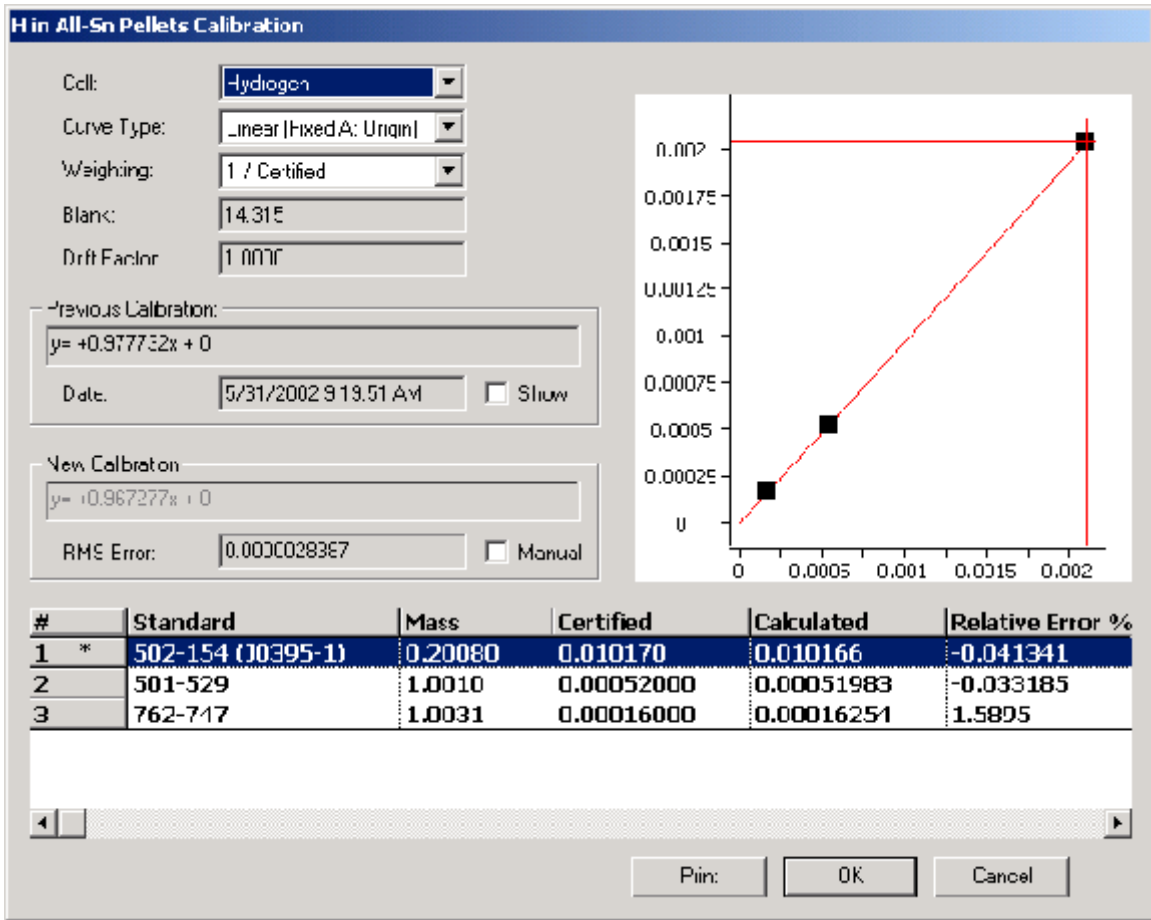 H in All-Sn Pellets Calibration
Cell: Hydrogen
Curve Type: Linear (Fixed At Origin)
Weighting: 1 / Certified
Blank: 14.315
Drift Factor 1.0000
Previous Calibration:
y= +0.977732x + 0
Date: 5/31/2002 9:19:51 AM Show
New Calibration
y= +0.967277x + 0
RMS Error: Manual
0.002
0.00175
0.0015
0.00125
0.001
0.00075
0.0005
0.00025
0
0 0.0005 0.001 0.0015 0.002
# Standard Mass Certified Calculated Relative Error %
1 * 502-154 (J0395-1) 0.20080 0.010170 0.010166 -0.041341
2 501-529 1.0010 0.00052000 0.00051983 -0.033185
3 762-747 1.0031 0.00016000 0.00016254 1.5895
Print OK Cancel